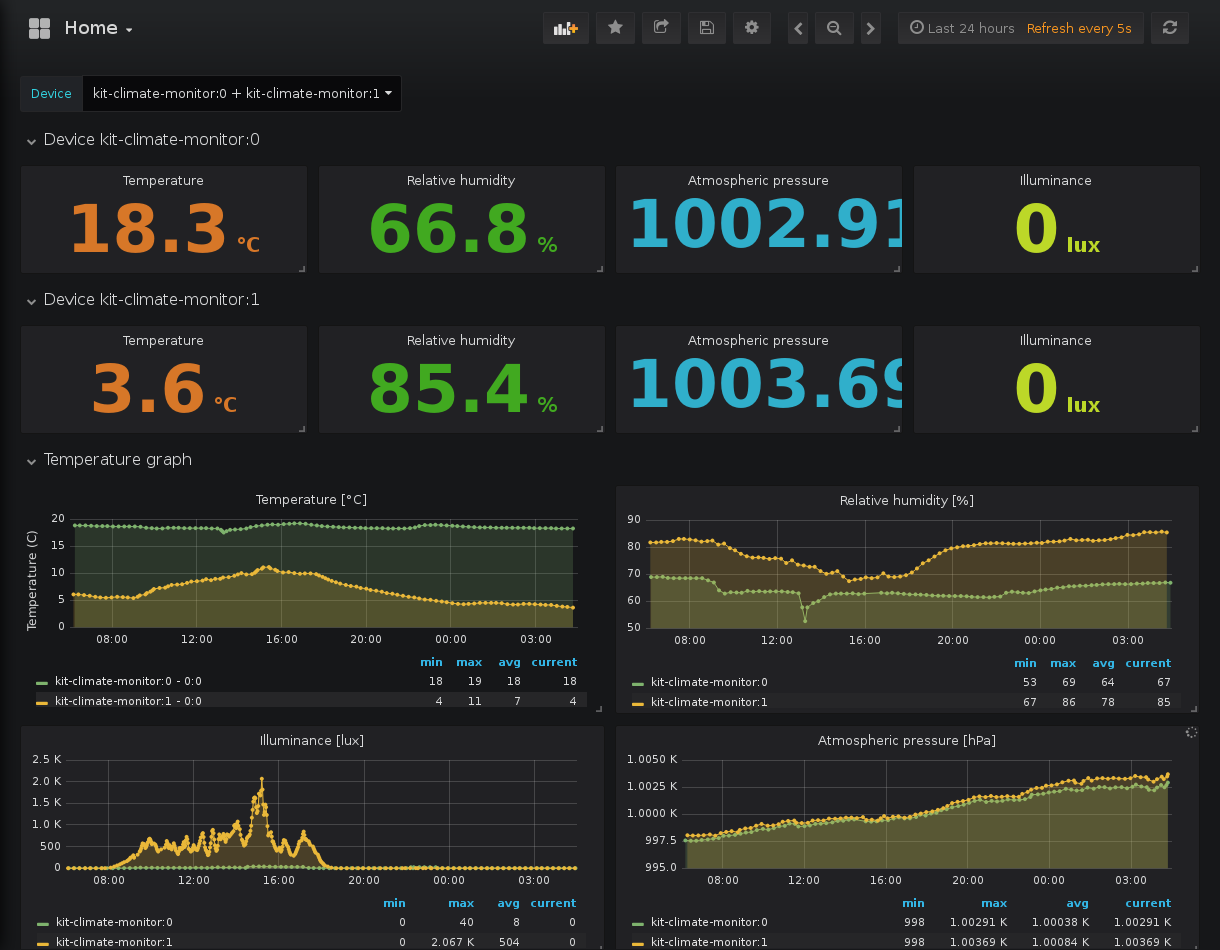 Home
Last 24 hours Refresh every 5s
Device kit-climate-monitor:0 + kit-climate-monitor:1
Device kit-climate-monitor:0
Temperature Relative humidity Atmospheric pressure Illuminance
18.3 °C 66.8 % 1002.91 0 lux
Device kit-climate-monitor:1
Temperature Relative humidity Atmospheric pressure Illuminance
3.6 °C 85.4 % 1003.69 0 lux
Temperature graph
Temperature [°C]
Temperature (C)
20
15
10
5
0
08:00 12:00 16:00 20:00 00:00 03:00
min max avg current
kit-climate-monitor:0 - 0:0 18 19 18 18
kit-climate-monitor:1 - 0:0 4 11 7 4
Relative humidity [%]
90
80
70
60
50
08:00 12:00 16:00 20:00 00:00 03:00
min max avg current
kit-climate-monitor:0 53 69 64 67
kit-climate-monitor:1 67 86 78 85
Illuminance [lux]
2.5 K
2.0 K
1.5 K
1.0 K
500
0
08:00 12:00 16:00 20:00 00:00 03:00
min max avg current
kit-climate-monitor:0 0 40 8 0
kit-climate-monitor:1 0 2.067 K 504 0
Atmospheric pressure [hPa]
1.0050 K
1.0025 K
1.0000 K
997.5
995.0
08:00 12:00 16:00 20:00 00:00 03:00
min max avg current
kit-climate-monitor:0 998 1.00291 K 1.00038 K 1.00291 K
kit-climate-monitor:1 998 1.00369 K 1.00084 K 1.00369 K